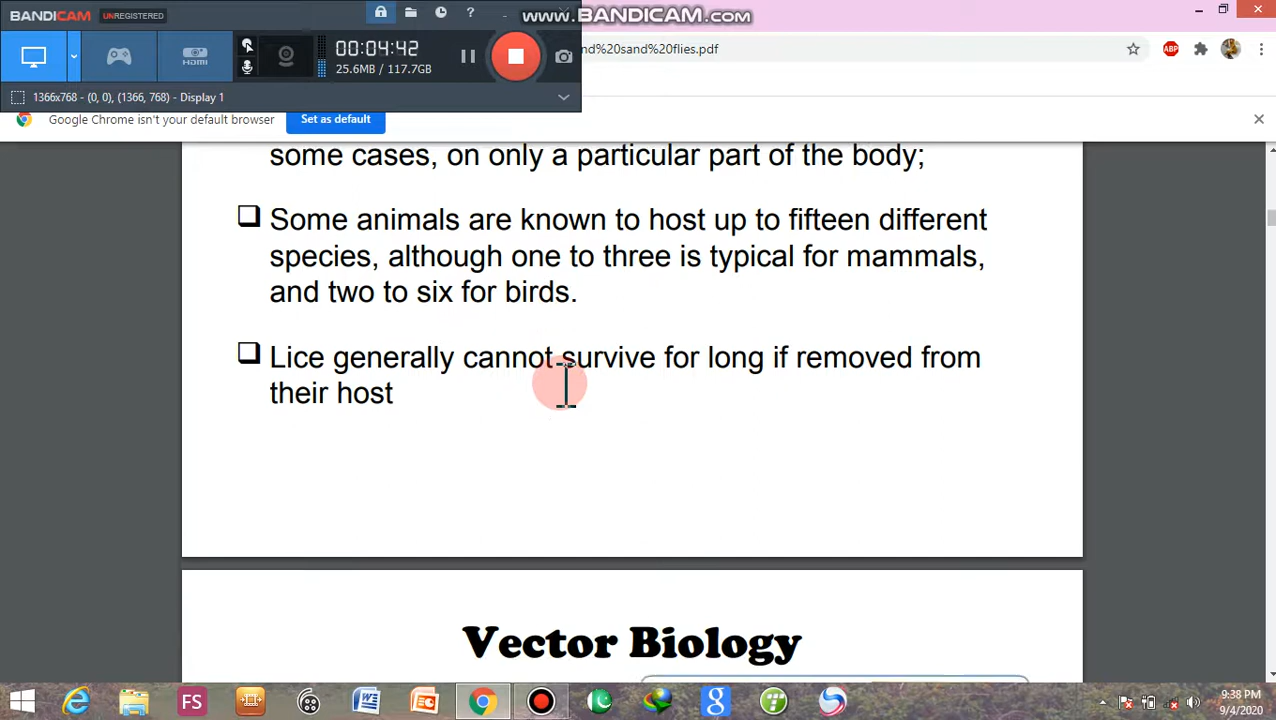 BANDICAM UNREGISTERED
?
www.BANDICAM.com
HDMI
00:04:42
25.6MB / 117.7GB
1366x768 - (0, 0), (1366, 768) - Display 1
nd%20sand%20flies.pdf
ABP
Google Chrome isn't your default browser
Set as default
some cases, on only a particular part of the body;
Some animals are known to host up to fifteen different
species, although one to three is typical for mammals,
and two to six for birds.
Lice generally cannot survive for long if removed from
their host
Vector Biology
FS
9:38 PM
9/4/2020